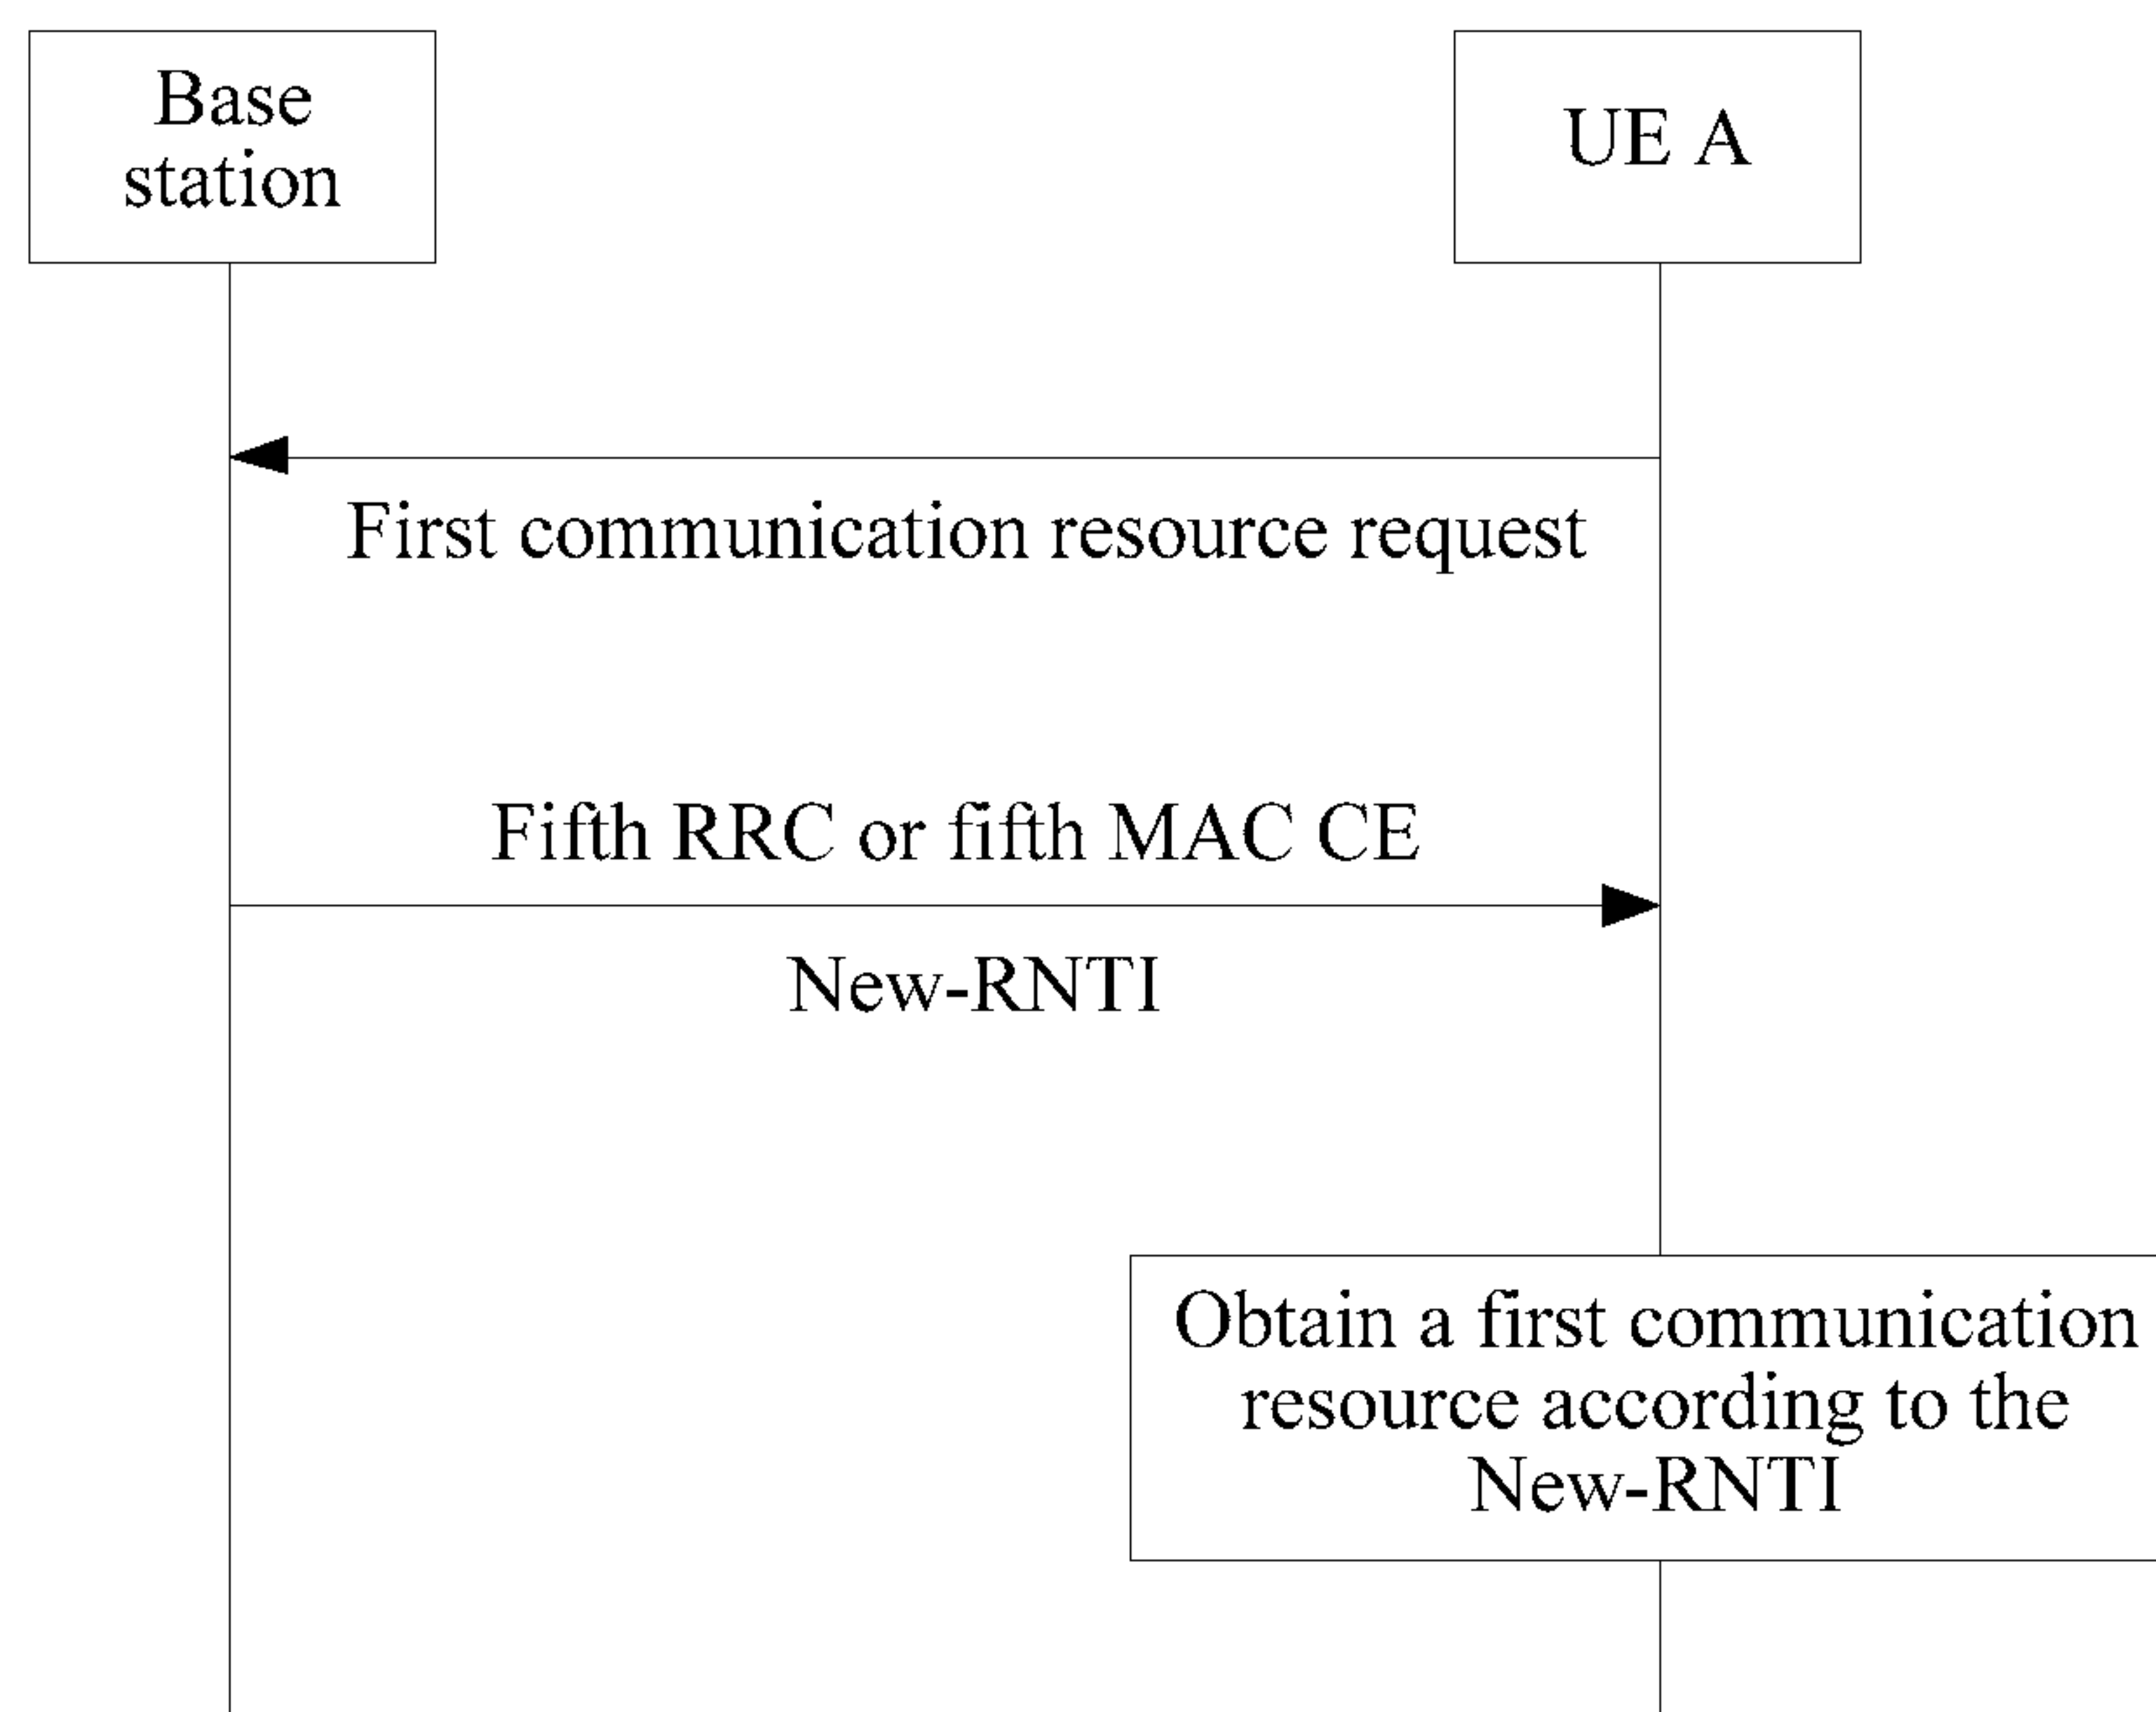 Base
station
UE A
First communication resource request
Fifth RRC or fifth MAC CE
New-RNTI
Obtain a first communication
resource according to the
New-RNTI